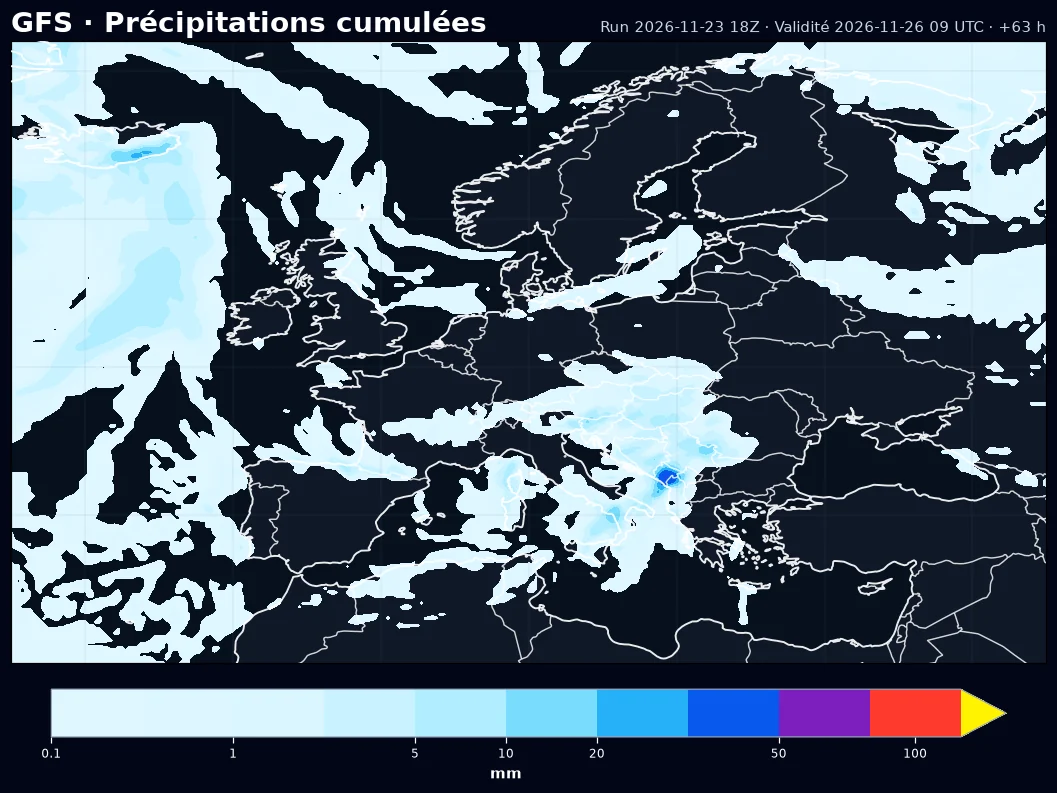 GFS · Précipitations cumulées
Run 2026-11-23 18Z · Validité 2026-11-26 09 UTC · +63 h
0.1 1 5 10 20 50 100
mm